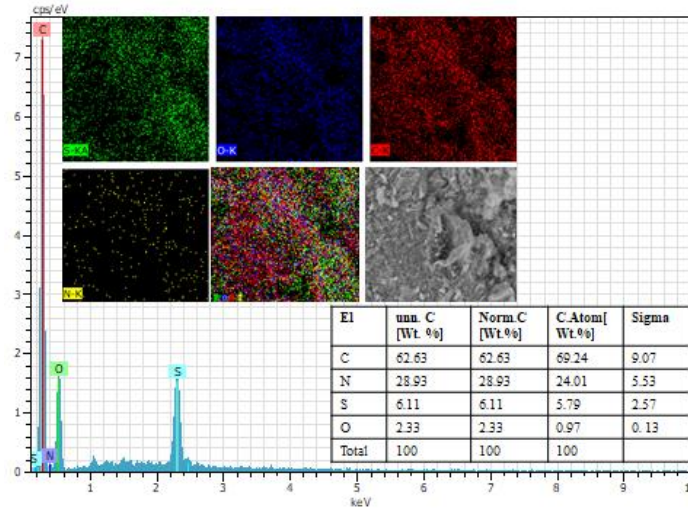 cps/eV
C
7
6
5
4
3
2
1
0
S-KA
O-K
N-K
O
S
S
N
El unn. C [Wt. %] Norm.C [Wt.%] C.Atom[ Wt.%] Sigma
C 62.63 62.63 69.24 9.07
N 28.93 28.93 24.01 5.53
S 6.11 6.11 5.79 2.57
O 2.33 2.33 0.97 0.13
Total 100 100 100
1 2 3 4 5 6 7 8 9
keV